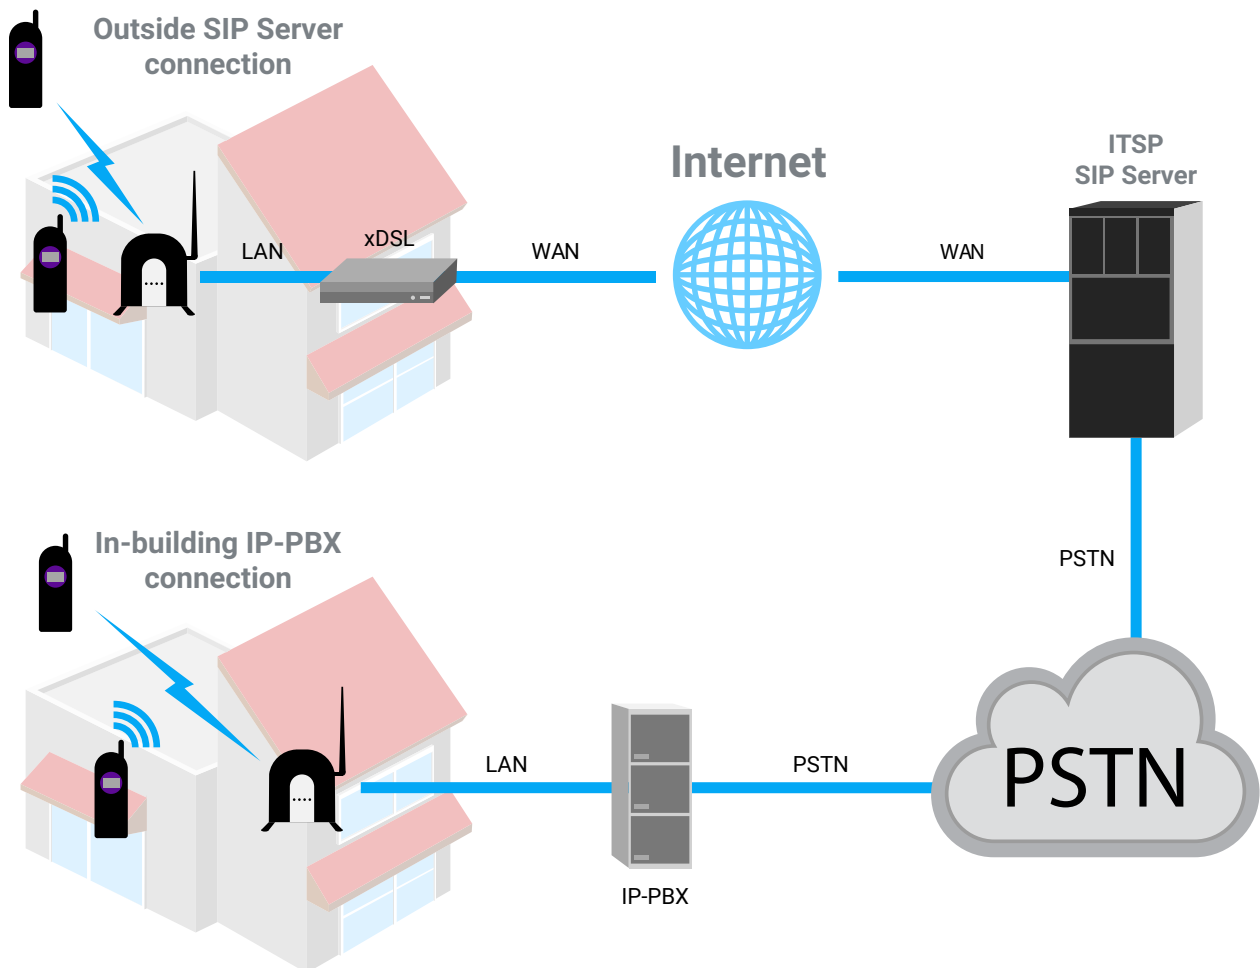 Outside SIP Server
connection
Internet
ITSP
SIP Server
LAN
xDSL
WAN
WAN
PSTN
In-building IP-PBX
connection
LAN
PSTN
PSTN
IP-PBX